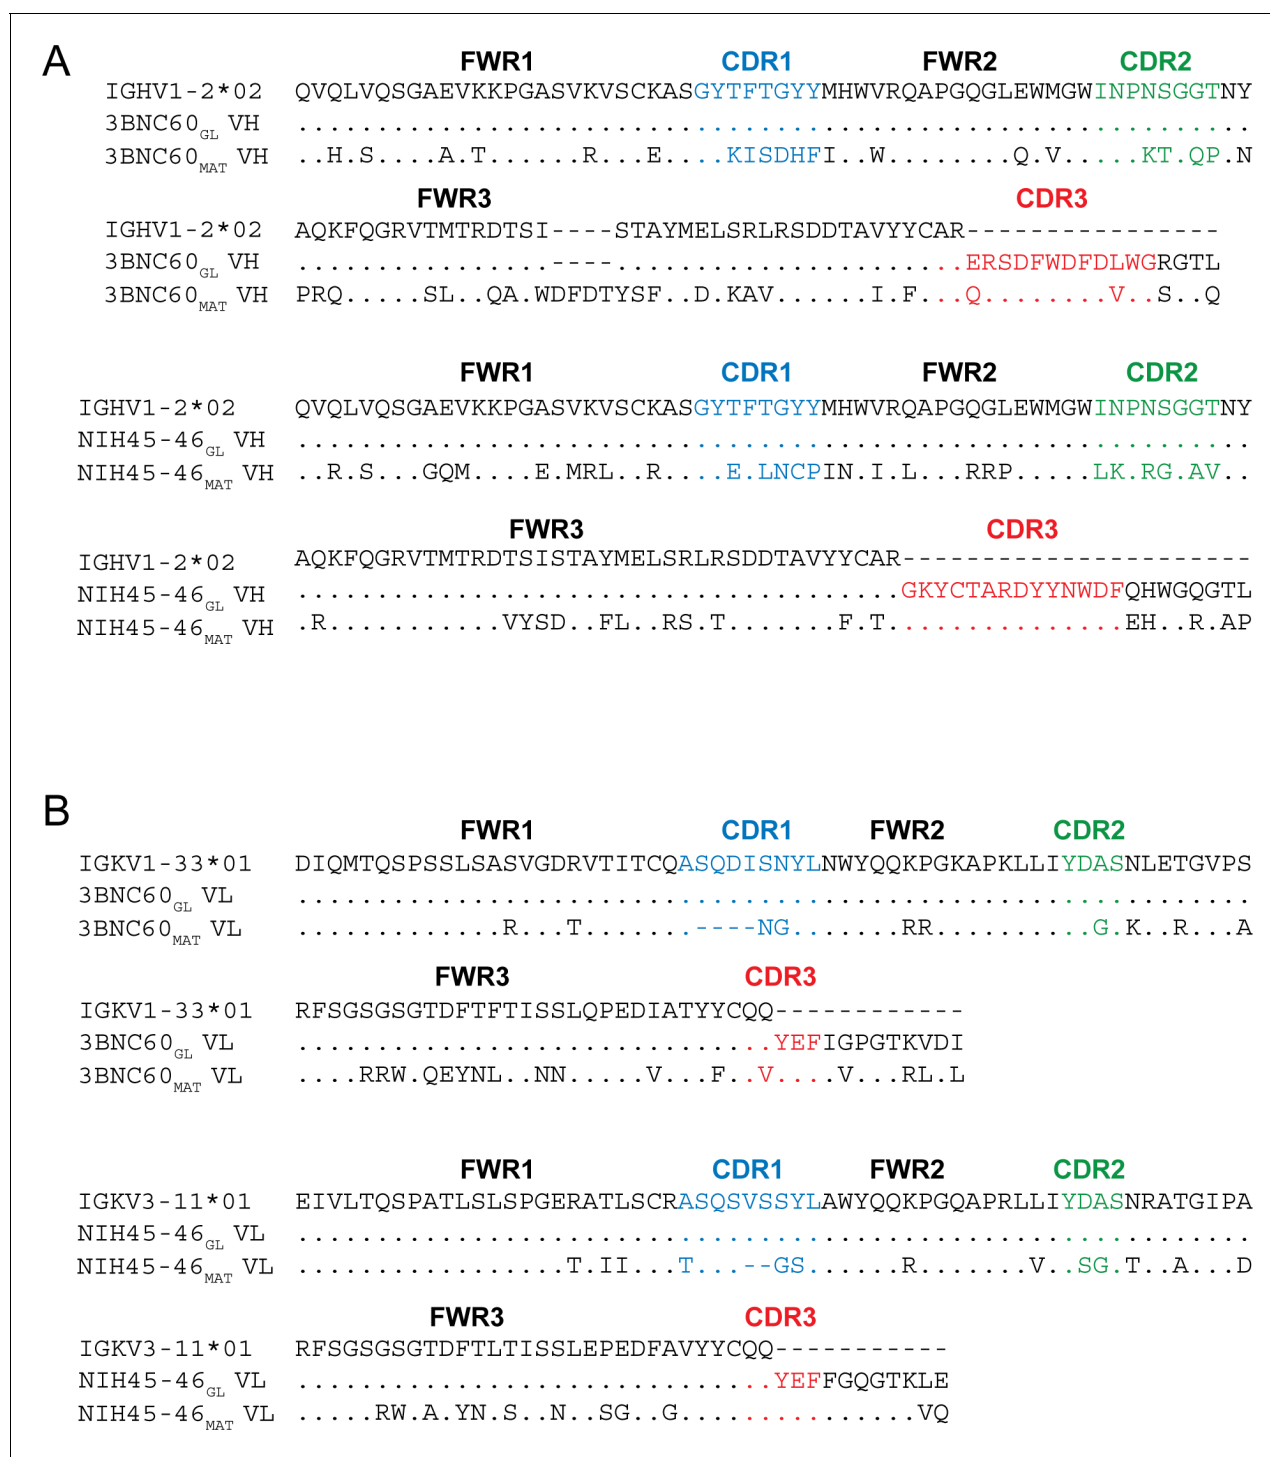 A
FWR1 CDR1 FWR2 CDR2
IGHV1-2*02 QVQLVQSGAEVKKPGASVKVSCKASGYTFTGYYMHWVRQAPGQGLEWMGWINPNSGGTNY
3BNC60GL VH ............................................................
3BNC60MAT VH ..H.S....A.T......R...E....KISDHFI..W........Q.V.....KT.QP.N
FWR3 CDR3
IGHV1-2*02 AQKFQGRVTMTRDTSI----STAYMELSRLRSDDTAVYYCAR----------------
3BNC60GL VH ................----......................ERSDFWDFDLWGRGTL
3BNC60MAT VH PRQ.....SL..QA.WDFDTYSF..D.KAV......I.F...Q........V..S..Q
FWR1 CDR1 FWR2 CDR2
IGHV1-2*02 QVQLVQSGAEVKKPGASVKVSCKASGYTFTGYYMHWVRQAPGQGLEWMGWINPNSGGTNY
NIH45-46GL VH ............................................................
NIH45-46MAT VH ..R.S...GQM....E.MRL..R....E.LNCPIN.I.L...RRP.....LK.RG.AV..
FWR3 CDR3
IGHV1-2*02 AQKFQGRVTMTRDTSISTAYMELSRLRSDDTAVYYCAR----------------------
NIH45-46GL VH ......................................GKYCTARDYYNWDFQHWGQGTL
NIH45-46MAT VH .R...........VYSD..FL..RS.T.......F.T...............EH..R.AP
B
FWR1 CDR1 FWR2 CDR2
IGKV1-33*01 DIQMTQSPSSLSASVGDRVTITCQASQDISNYLNWYQQKPGKAPKLLIYDASNLETGVPS
3BNC60GL VL ............................................................
3BNC60MAT VL .............R...T.......----NG.......RR..........G.K..R...A
FWR3 CDR3
IGKV1-33*01 RFSGSGSGTDFTFTISSLQPEDIATYYCQQ------------
3BNC60GL VL ..............................YEFIGPGTKVDI
3BNC60MAT VL ....RRW.QEYNL..NN.....V...F..V....V...RL.L
FWR1 CDR1 FWR2 CDR2
IGKV3-11*01 EIVLTQSPATLSLSPGERATLSCRASQSVSSYLAWYQQKPGQAPRLLIYDASNRATGIPA
NIH45-46GL VL ............................................................
NIH45-46MAT VL .................T.II...T...--GS......R.......V..SG.T..A...D
FWR3 CDR3
IGKV3-11*01 RFSGSGSGTDFTLTISSLEPEDFAVYYCQQ-----------
NIH45-46GL VL ..............................YEFFGQGTKLE
NIH45-46MAT VL .....RW.A.YN.S..N..SG..G...............VQ